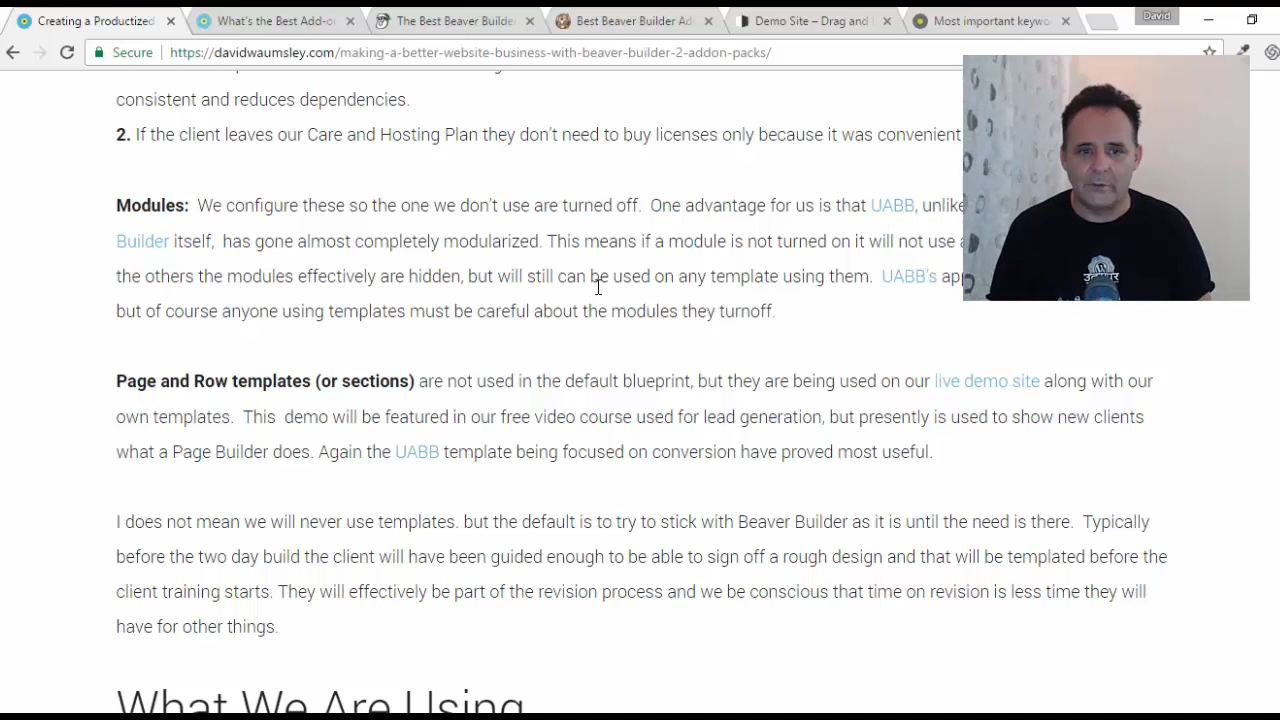 Creating a Productized
What's the Best Add-o
The Best Beaver Builde
Best Beaver Builder Ad
Demo Site – Drag and
Most important keywo
David
Secure
https://davidwaumsley.com/making-a-better-website-business-with-beaver-builder-2-addon-packs/
consistent and reduces dependencies.
2. If the client leaves our Care and Hosting Plan they don't need to buy licenses only because it was convenient
Modules: We configure these so the one we don't use are turned off. One advantage for us is that UABB, unlike
Builder itself, has gone almost completely modularized. This means if a module is not turned on it will not use
the others the modules effectively are hidden, but will still can be used on any template using them. UABB's
but of course anyone using templates must be careful about the modules they turnoff.
Page and Row templates (or sections) are not used in the default blueprint, but they are being used on our live demo site along with our
own templates. This demo will be featured in our free video course used for lead generation, but presently is used to show new clients
what a Page Builder does. Again the UABB template being focused on conversion have proved most useful.
I does not mean we will never use templates. but the default is to try to stick with Beaver Builder as it is until the need is there. Typically
before the two day build the client will have been guided enough to be able to sign off a rough design and that will be templated before the
client training starts. They will effectively be part of the revision process and we be conscious that time on revision is less time they will
have for other things.
What We Are Using